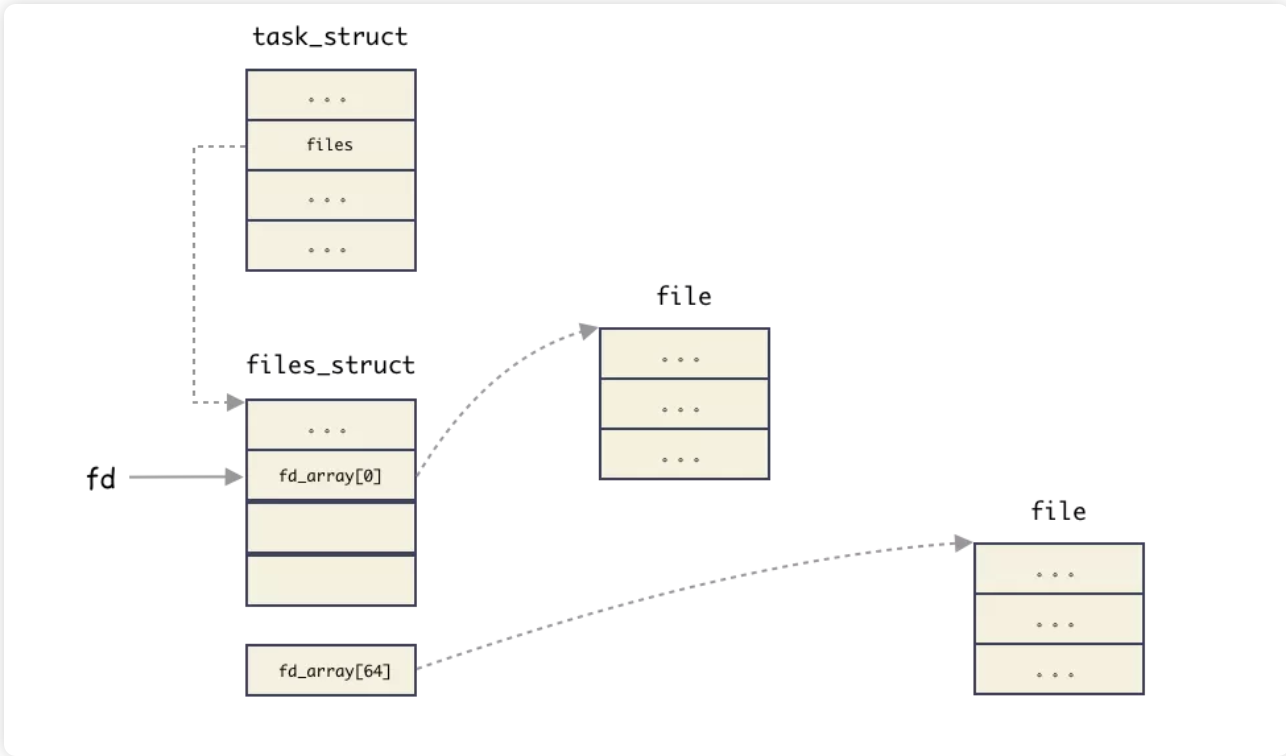 task_struct
...
files
...
...
file
...
...
...
files_struct
...
fd
fd_array[0]
fd_array[64]
file
...
...
...